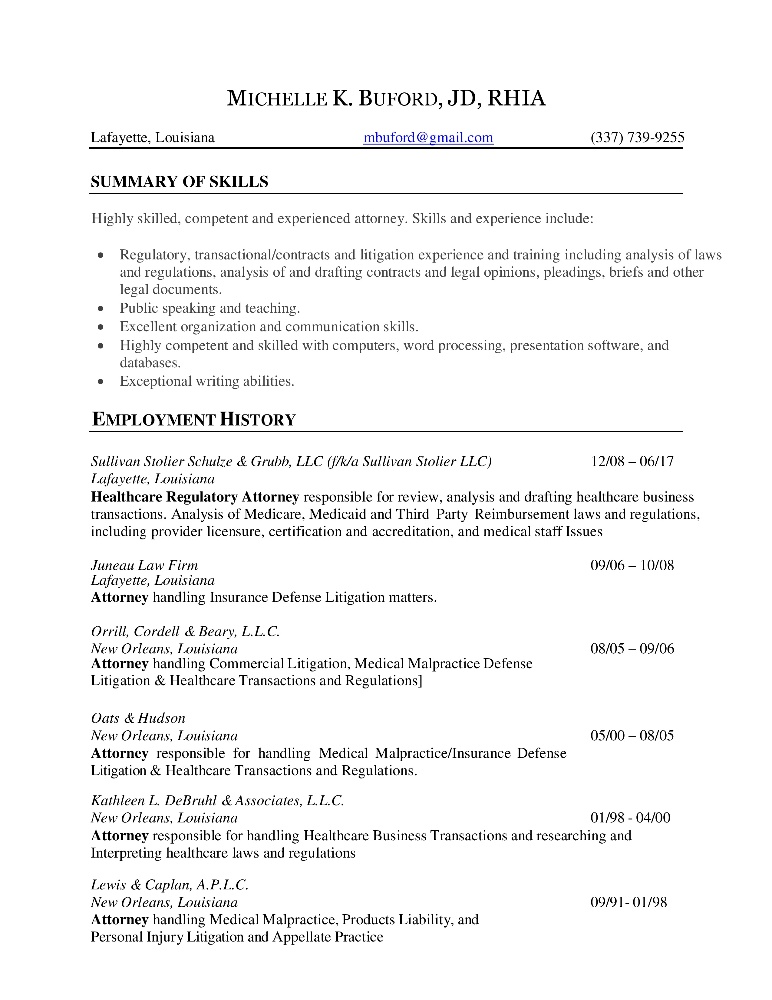 MICHELLE K. BUFORD, JD, RHIA
Lafayette, Louisiana mbuford@gmail.com (337) 739-9255
SUMMARY OF SKILLS
Highly skilled, competent and experienced attorney. Skills and experience include:
• Regulatory, transactional/contracts and litigation experience and training including analysis of laws
and regulations, analysis of and drafting contracts and legal opinions, pleadings, briefs and other
legal documents.
• Public speaking and teaching.
• Excellent organization and communication skills.
• Highly competent and skilled with computers, word processing, presentation software, and
databases.
• Exceptional writing abilities.
EMPLOYMENT HISTORY
Sullivan Stolier Schulze & Grubb, LLC (f/k/a Sullivan Stolier LLC) 12/08 – 06/17
Lafayette, Louisiana
Healthcare Regulatory Attorney responsible for review, analysis and drafting healthcare business
transactions. Analysis of Medicare, Medicaid and Third Party Reimbursement laws and regulations,
including provider licensure, certification and accreditation, and medical staff Issues
Juneau Law Firm 09/06 – 10/08
Lafayette, Louisiana
Attorney handling Insurance Defense Litigation matters.
Orrill, Cordell & Beary, L.L.C.
New Orleans, Louisiana 08/05 – 09/06
Attorney handling Commercial Litigation, Medical Malpractice Defense
Litigation & Healthcare Transactions and Regulations]
Oats & Hudson
New Orleans, Louisiana 05/00 – 08/05
Attorney responsible for handling Medical Malpractice/Insurance Defense
Litigation & Healthcare Transactions and Regulations.
Kathleen L. DeBruhl & Associates, L.L.C.
New Orleans, Louisiana 01/98 - 04/00
Attorney responsible for handling Healthcare Business Transactions and researching and
Interpreting healthcare laws and regulations
Lewis & Caplan, A.P.L.C.
New Orleans, Louisiana 09/91- 01/98
Attorney handling Medical Malpractice, Products Liability, and
Personal Injury Litigation and Appellate Practice